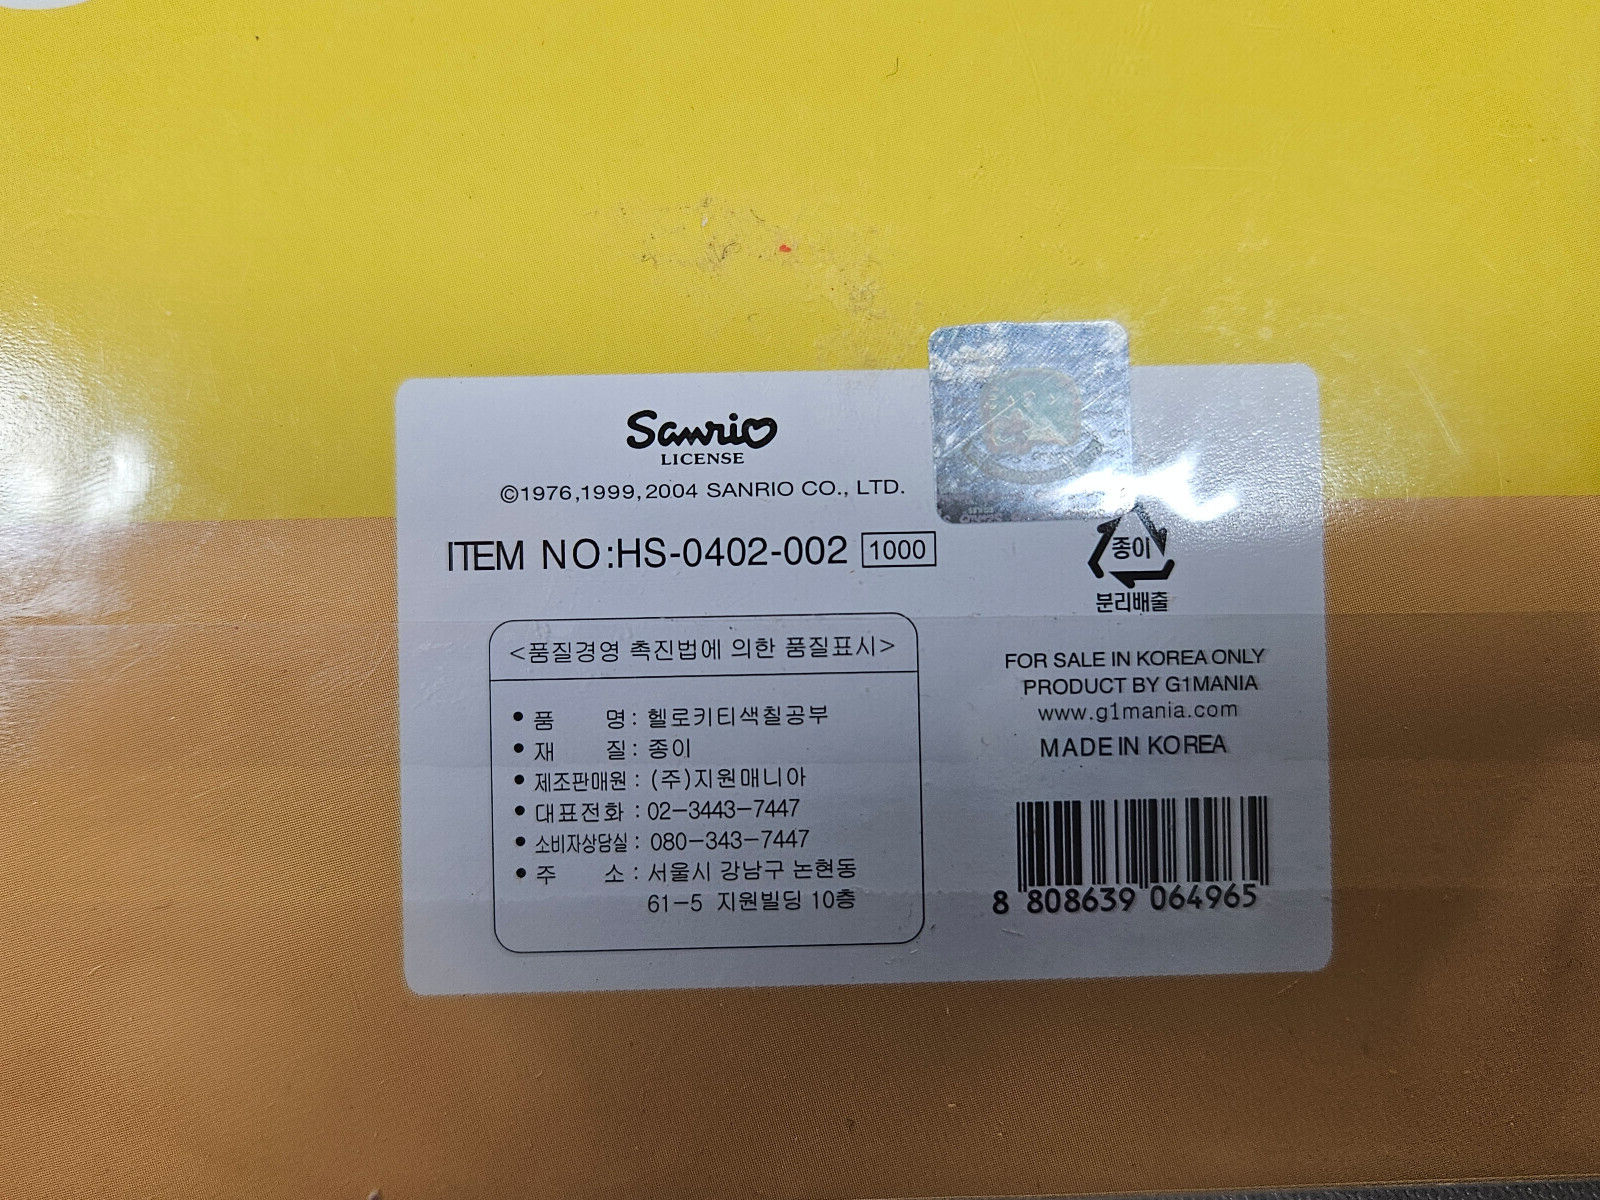 Sanrio
LICENSE
©1976,1999,2004 SANRIO CO., LTD.
ITEM NO:HS-0402-002 1000
종이
분리배출
<품질경영 촉진법에 의한 품질표시>
• 품 명: 헬로키티색칠공부
• 재 질: 종이
• 제조판매원: (주)지원매니아
• 대표전화: 02-3443-7447
• 소비자상담실: 080-343-7447
• 주 소: 서울시 강남구 논현동
61-5 지원빌딩 10층
FOR SALE IN KOREA ONLY
PRODUCT BY G1MANIA
www.g1mania.com
MADE IN KOREA
8 808639 064965